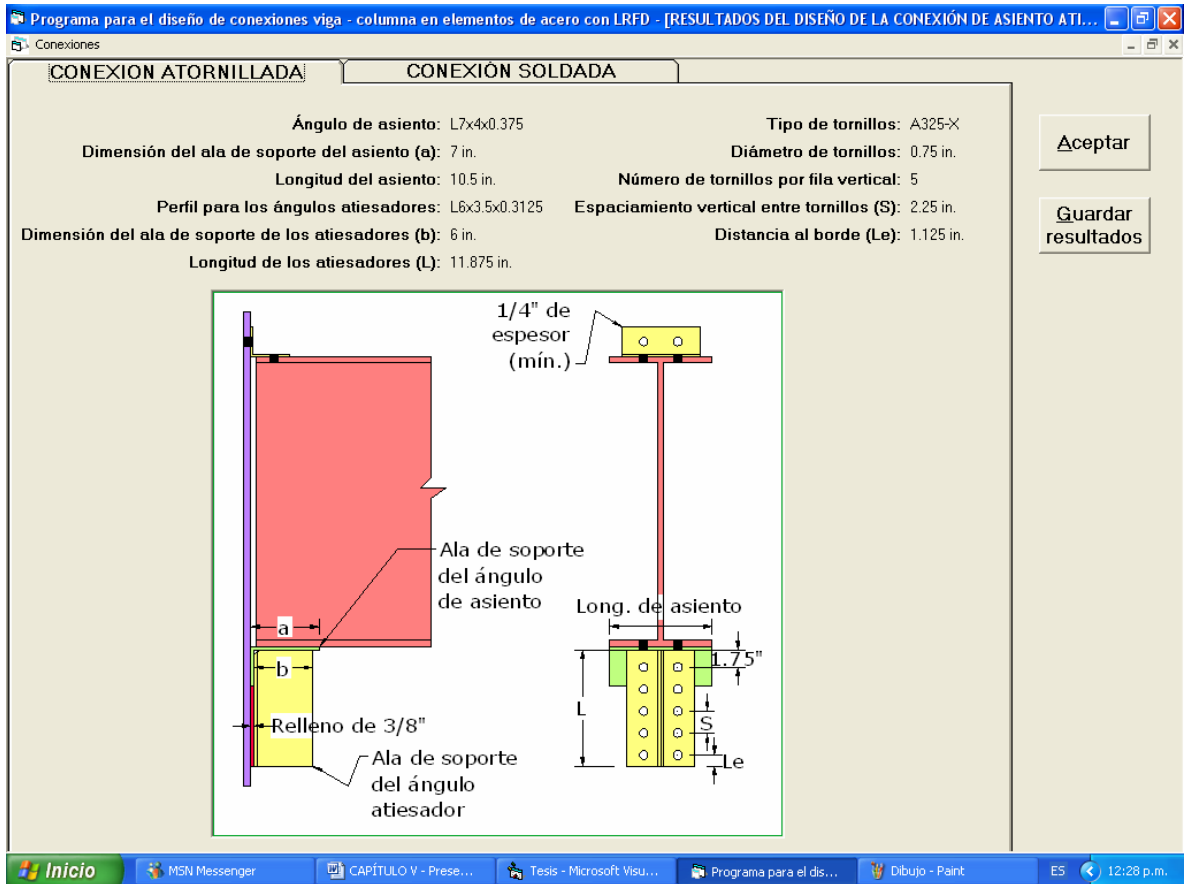 Programa para el diseño de conexiones viga - columna en elementos de acero con LRFD - [RESULTADOS DEL DISEÑO DE LA CONEXIÓN DE ASIENTO ATI...
Conexiones
CONEXION ATORNILLADA
CONEXIÓN SOLDADA
Ángulo de asiento: L7x4x0.375
Tipo de tornillos: A325-X
Dimensión del ala de soporte del asiento (a): 7 in.
Diámetro de tornillos: 0.75 in.
Longitud del asiento: 10.5 in.
Número de tornillos por fila vertical: 5
Perfil para los ángulos atiesadores: L6x3.5x0.3125
Espaciamiento vertical entre tornillos (S): 2.25 in.
Dimensión del ala de soporte de los atiesadores (b): 6 in.
Distancia al borde (Le): 1.125 in.
Longitud de los atiesadores (L): 11.875 in.
Aceptar
Guardar
resultados
1/4" de
espesor
(mín.)
Ala de soporte
del ángulo
de asiento
Long. de asiento
a
b
1.75"
L
S
Le
Relleno de 3/8"
Ala de soporte
del ángulo
atiesador
Inicio
MSN Messenger
CAPÍTULO V - Prese...
Tesis - Microsoft Visu...
Programa para el dis...
Dibujo - Paint
ES
12:28 p.m.